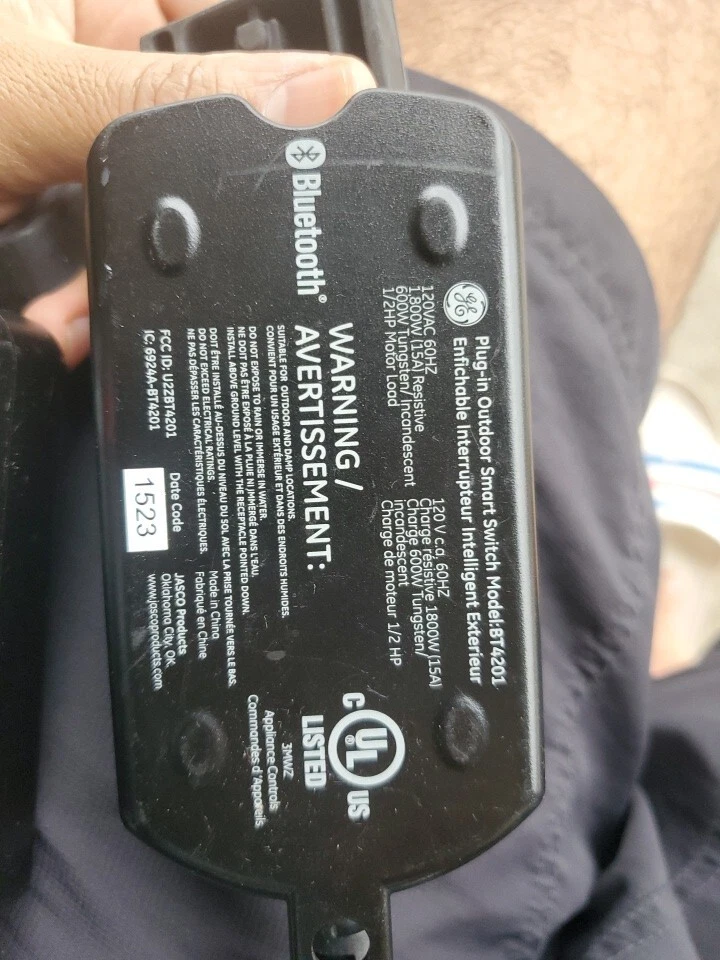 GE
Plug-in Outdoor Smart Switch Model:BT4201
Enfichable Interrupteur Intelligent Exterieur
120VAC 60HZ
1,800W (15A) Resistive
600W Tungsten/Incandescent
1/2HP Motor Load
120V c.a, 60HZ
Charge résistive 1800W (15A)
Charge 600W Tungsten/
incandescent
Charge de moteur 1/2 HP
Bluetooth®
WARNING /
AVERTISSEMENT:
SUITABLE FOR OUTDOOR AND DAMP LOCATIONS.
CONVIENT POUR UN USAGE EXTÉRIEUR ET DANS DES ENDROITS HUMIDES.
DO NOT EXPOSE TO RAIN OR IMMERSE IN WATER.
NE DOIT PAS ÊTRE EXPOSÉ À LA PLUIE NI IMMERGÉ DANS L'EAU.
INSTALL ABOVE GROUND LEVEL WITH THE RECEPTACLE POINTED DOWN.
DOIT ÊTRE INSTALLÉ AU-DESSUS DU NIVEAU DU SOL AVEC LA PRISE TOURNÉE VERS LE BAS.
DO NOT EXCEED ELECTRICAL RATINGS.
NE PAS DÉPASSER LES CARACTÉRISTIQUES ÉLECTRIQUES.
FCC ID: U2ZBT4201
IC: 6924A-BT4201
Date Code
1523
Made in China
Fabriqué en Chine
JASCO Products
Oklahoma City, OK.
www.jascoproducts.com
C UL® US
LISTED
3MWZ
Appliance Controls
Commandes d'Appareils